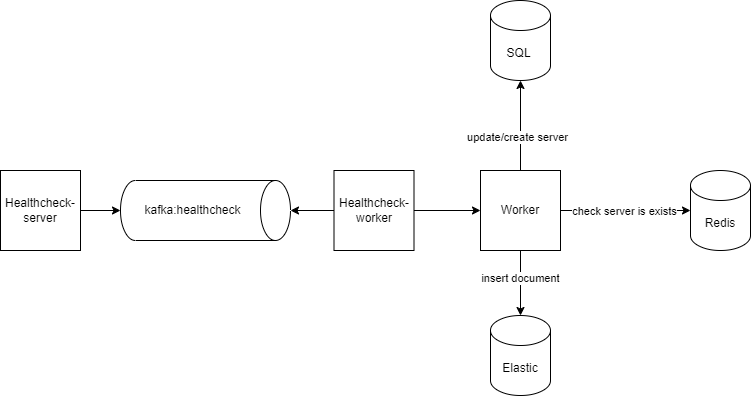 SQL
update/create server
Healthcheck-
server
kafka:healthcheck
Healthcheck-
worker
Worker
check server is exists
Redis
insert document
Elastic